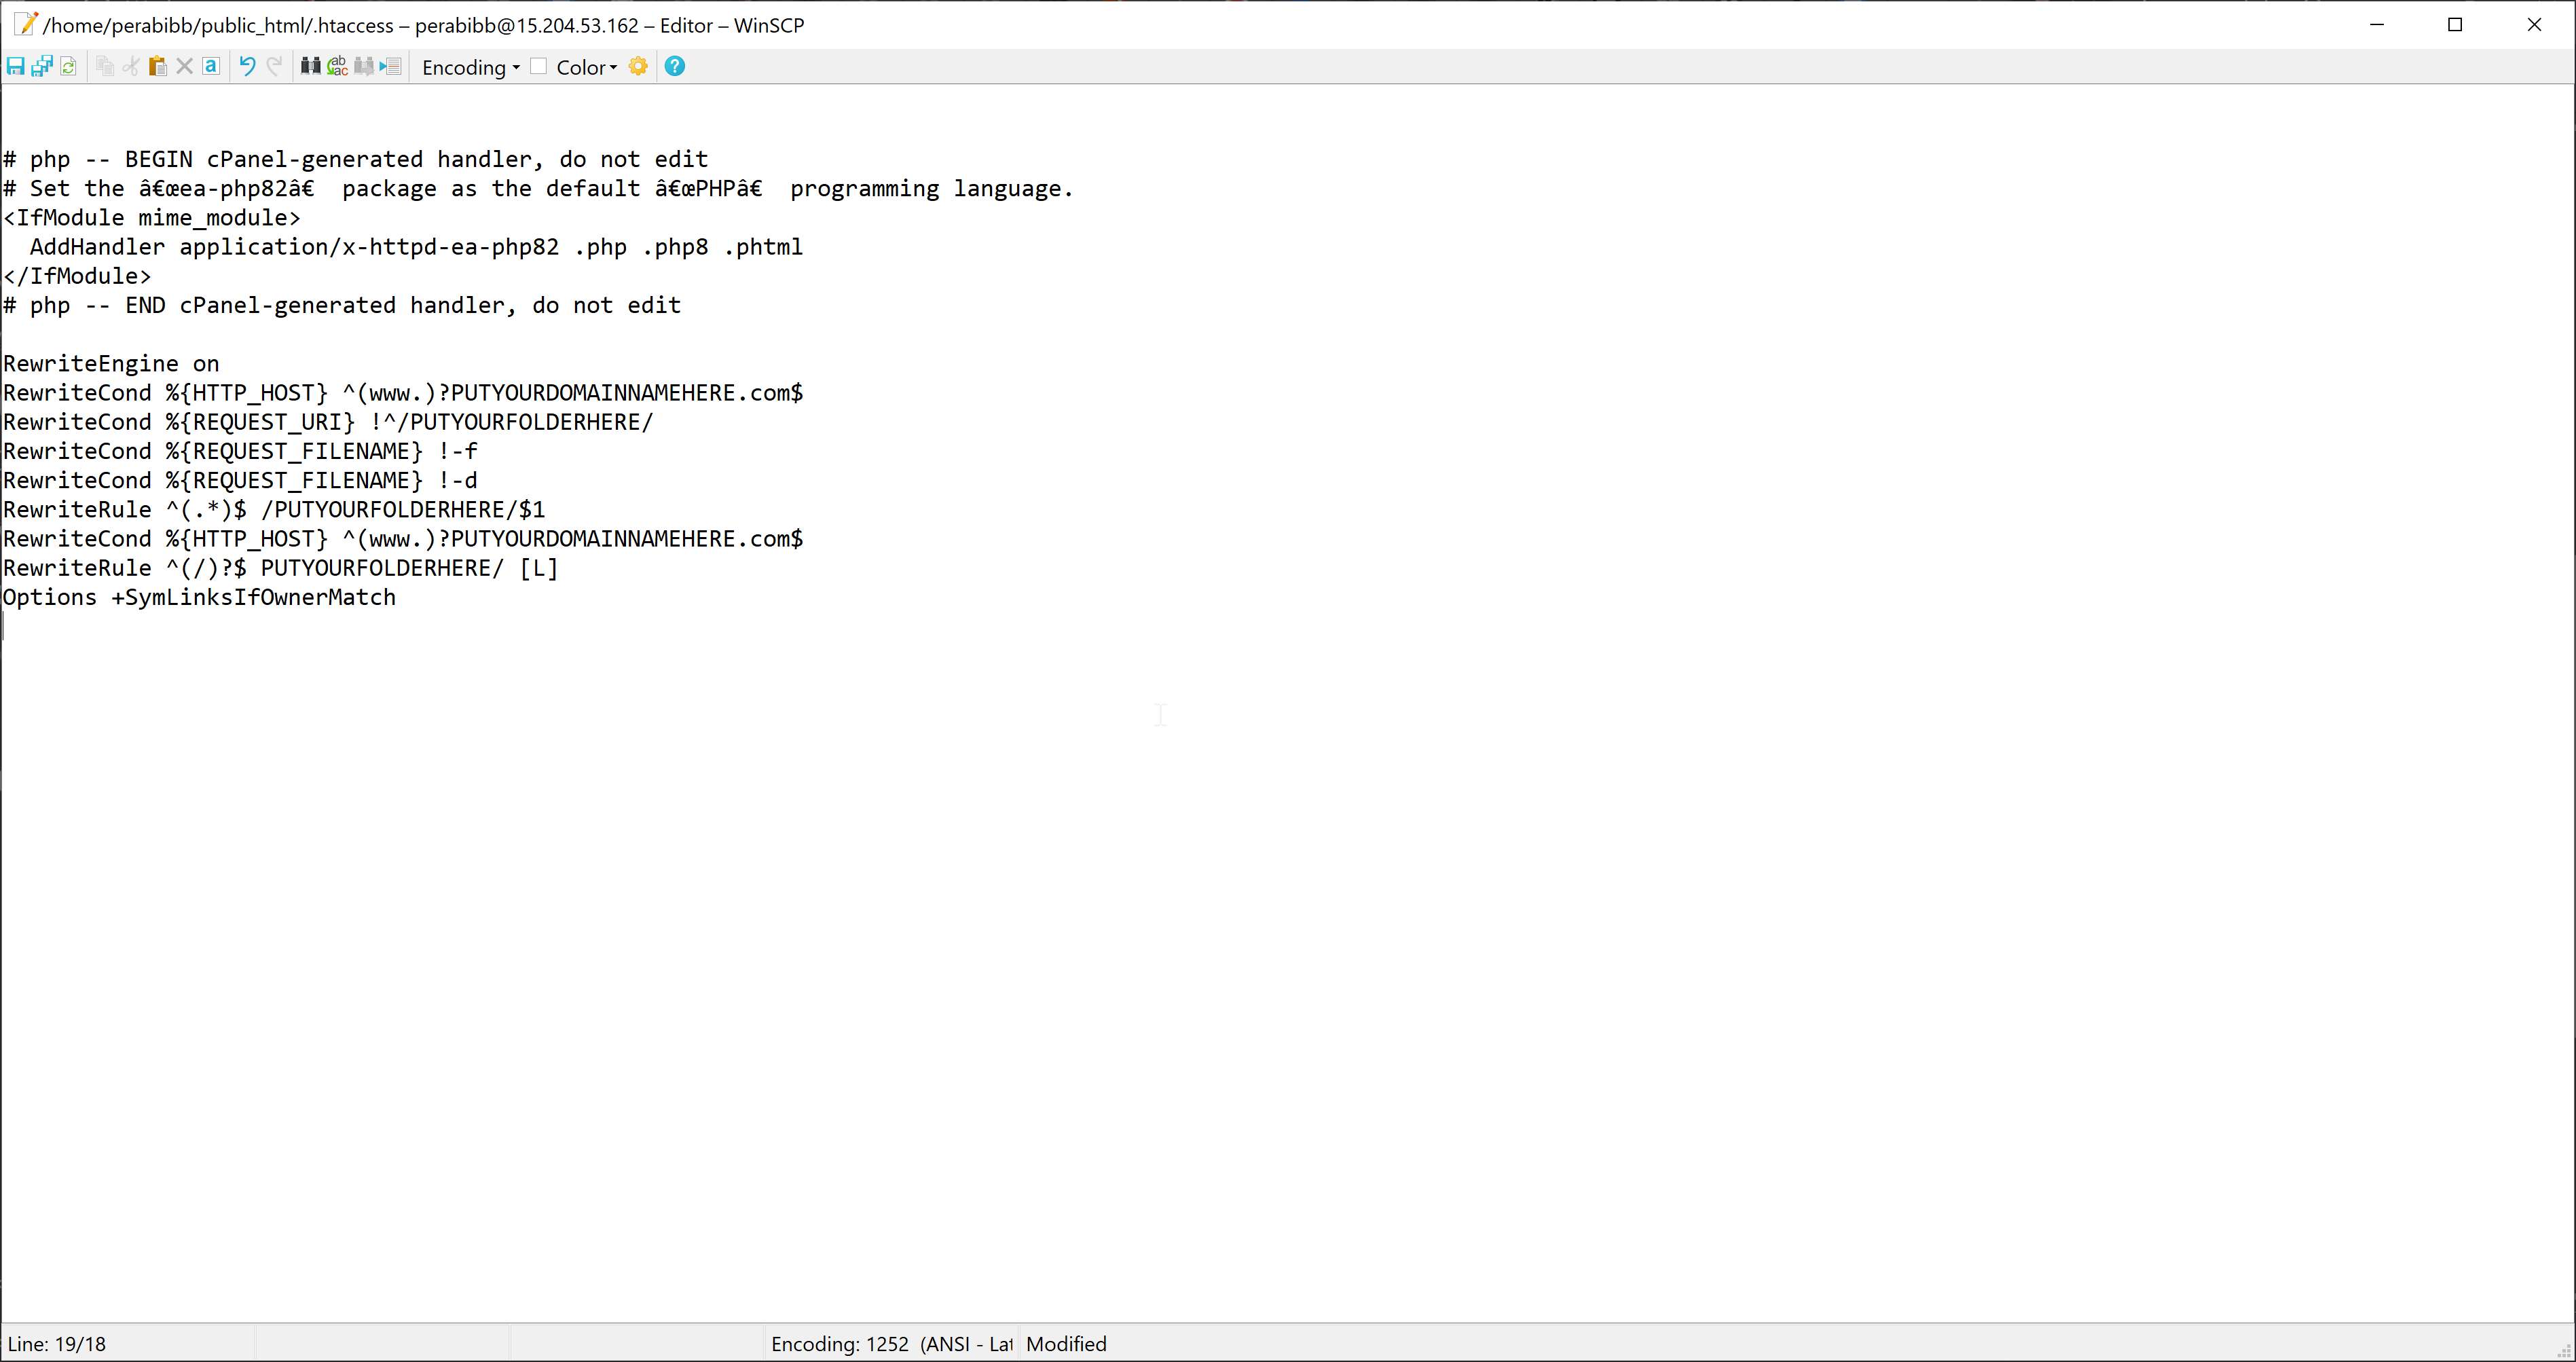 /home/perabibb/public_html/.htaccess – perabibb@15.204.53.162 – Editor – WinSCP
a ab ac Encoding Color ?
# php -- BEGIN cPanel-generated handler, do not edit
# Set the â€œea-php82â€  package as the default â€œPHPâ€  programming language.
<IfModule mime_module>
  AddHandler application/x-httpd-ea-php82 .php .php8 .phtml
</IfModule>
# php -- END cPanel-generated handler, do not edit
RewriteEngine on
RewriteCond %{HTTP_HOST} ^(www.)?PUTYOURDOMAINNAMEHERE.com$
RewriteCond %{REQUEST_URI} !^/PUTYOURFOLDERHERE/
RewriteCond %{REQUEST_FILENAME} !-f
RewriteCond %{REQUEST_FILENAME} !-d
RewriteRule ^(.*)$ /PUTYOURFOLDERHERE/$1
RewriteCond %{HTTP_HOST} ^(www.)?PUTYOURDOMAINNAMEHERE.com$
RewriteRule ^(/)?$ PUTYOURFOLDERHERE/ [L]
Options +SymLinksIfOwnerMatch
Line: 19/18 Encoding: 1252 (ANSI - Lat Modified